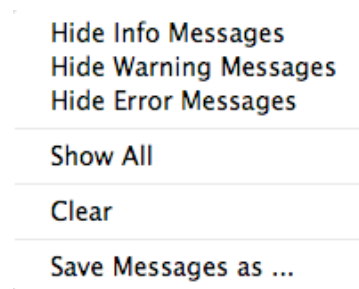 Hide Info Messages
Hide Warning Messages
Hide Error Messages
Show All
Clear
Save Messages as ...